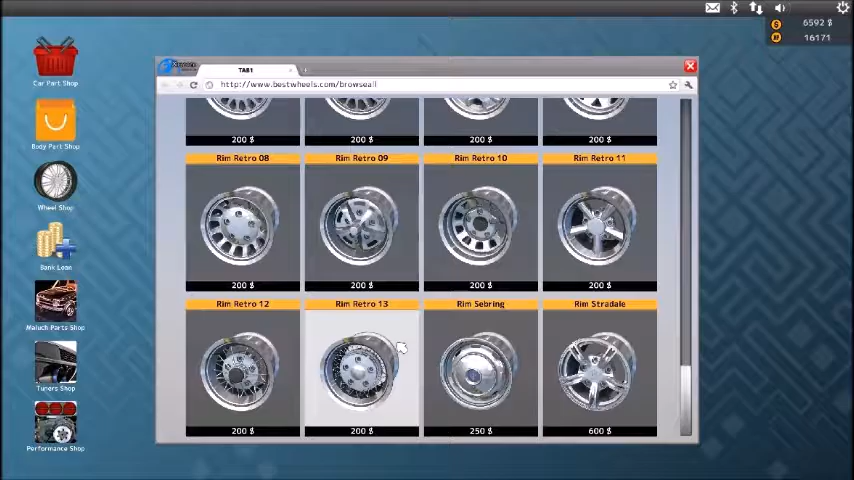 6592 $
16171
TAB1
http://www.bestwheels.com/browseall
Car Part Shop
Body Part Shop
Wheel Shop
Bank Loan
Maluch Parts Shop
Tuners Shop
Performance Shop
200 $ 200 $ 200 $ 200 $
Rim Retro 08 Rim Retro 09 Rim Retro 10 Rim Retro 11
200 $ 200 $ 200 $ 200 $
Rim Retro 12 Rim Retro 13 Rim Sebring Rim Stradale
200 $ 200 $ 250 $ 600 $